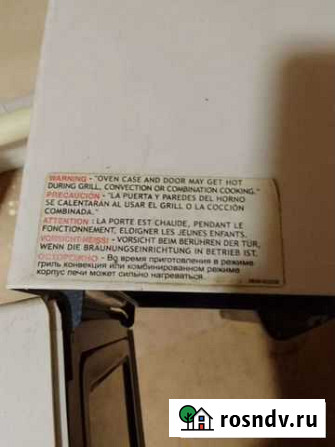 WARNING - "OVEN CASE AND DOOR MAY GET HOT
DURING GRILL, CONVECTION OR COMBINATION COOKING."
PRECAUCIÓN - "LA PUERTA Y PAREDES DEL HORNO
SE CALENTARÁN AL USAR EL GRILL O LA COCCIÓN
COMBINADA."
ATTENTION : LA PORTE EST CHAUDE, PENDANT LE
FONCTIONNEMENT, ELOIGNER LES JEUNES ENFANTS.
VORSICHT-HEISS! - VORSICHT BEIM BERÜHREN DER TÜR,
WENN DIE BRÄUNUNGSEINRICHTUNG IN BETRIEB IST.
ОСТОРОЖНО - Во время приготовления в режиме
гриль конвекция или комбинированном режиме
корпус печи может сильно нагреваться.
rosndv.ru